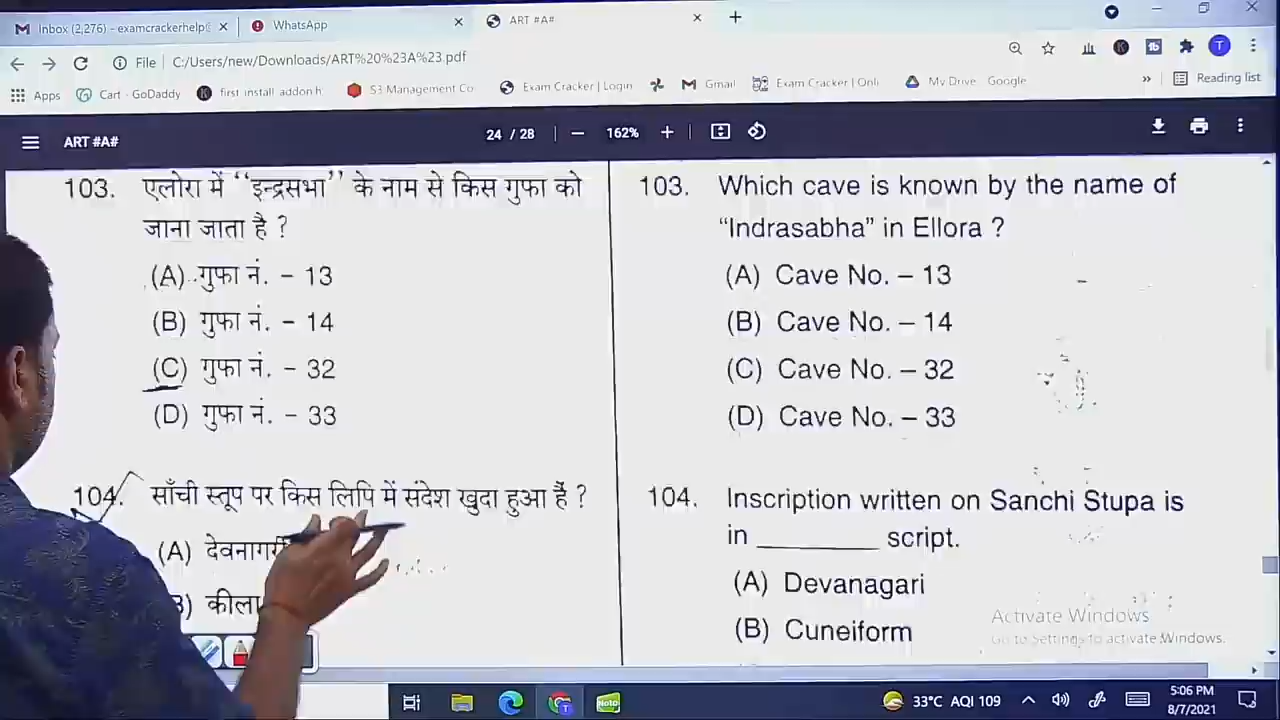 Inbox (2,276) - examcrackerhelp@
WhatsApp
ART #A#
File
C:/Users/new/Downloads/ART%20%23A%23.pdf
Apps
Cart - GoDaddy
first install addon h
S3 Management Co
Exam Cracker | Login
Gmail
Exam Cracker | Onli
My Drive
Google
Reading list
ART #A#
24 / 28
162%
103. एलोरा में ‘‘इन्द्रसभा’’ के नाम से किस गुफा को
जाना जाता है ?
(A) गुफा नं. – 13
(B) गुफा नं. – 14
(C) गुफा नं. – 32
(D) गुफा नं. – 33
104. साँची स्तूप पर किस लिपि में संदेश खुदा हुआ है ?
(A) देवनागरी
कीला
103. Which cave is known by the name of
“Indrasabha” in Ellora ?
(A) Cave No. – 13
(B) Cave No. – 14
(C) Cave No. – 32
(D) Cave No. – 33
104. Inscription written on Sanchi Stupa is
in ________ script.
(A) Devanagari
(B) Cuneiform
Activate Windows
Go to Settings to activate Windows.
Note
33°C AQI 109
5:06 PM
8/7/2021